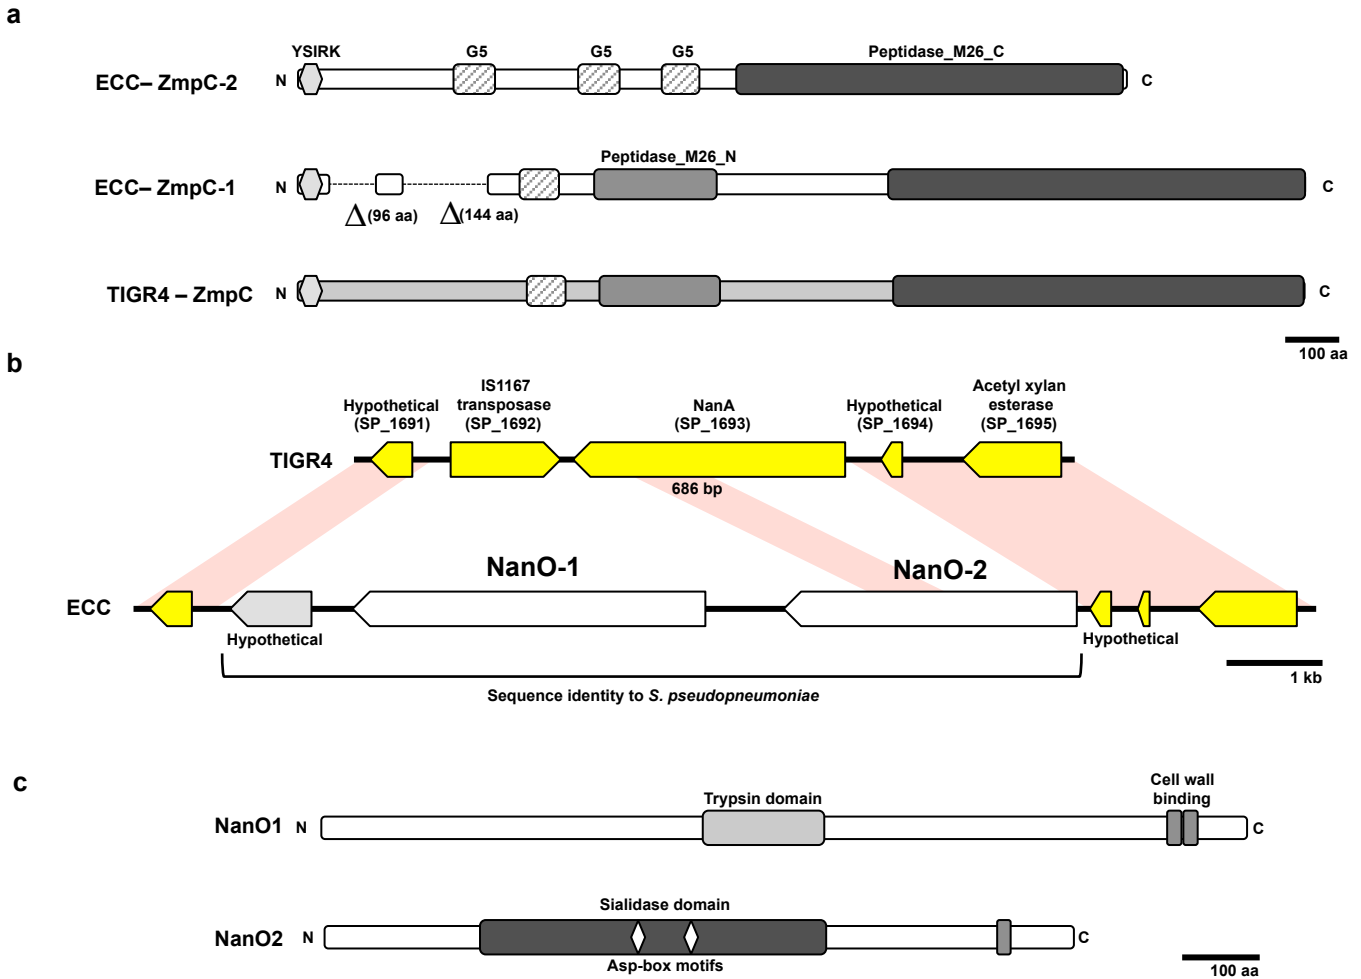 a
YSIRK G5 G5 G5 Peptidase_M26_C
ECC– ZmpC-2 N C
Peptidase_M26_N
ECC– ZmpC-1 N C
Δ(96 aa) Δ(144 aa)
TIGR4 – ZmpC N C
100 aa
b
IS1167 Acetyl xylan
Hypothetical transposase NanA Hypothetical esterase
(SP_1691) (SP_1692) (SP_1693) (SP_1694) (SP_1695)
TIGR4
686 bp
NanO-1 NanO-2
ECC
Hypothetical Hypothetical
1 kb
Sequence identity to S. pseudopneumoniae
c
Cell wall
Trypsin domain binding
NanO1 N C
Sialidase domain
NanO2 N C
Asp-box motifs
100 aa